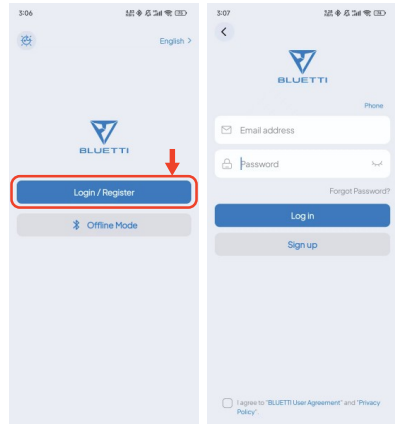 3:06
English >
BLUETTI
Login / Register
Offline Mode
3:07
BLUETTI
Phone
Email address
Password
Forgot Password?
Log in
Sign up
I agree to "BLUETTI User Agreement" and "Privacy
Policy".